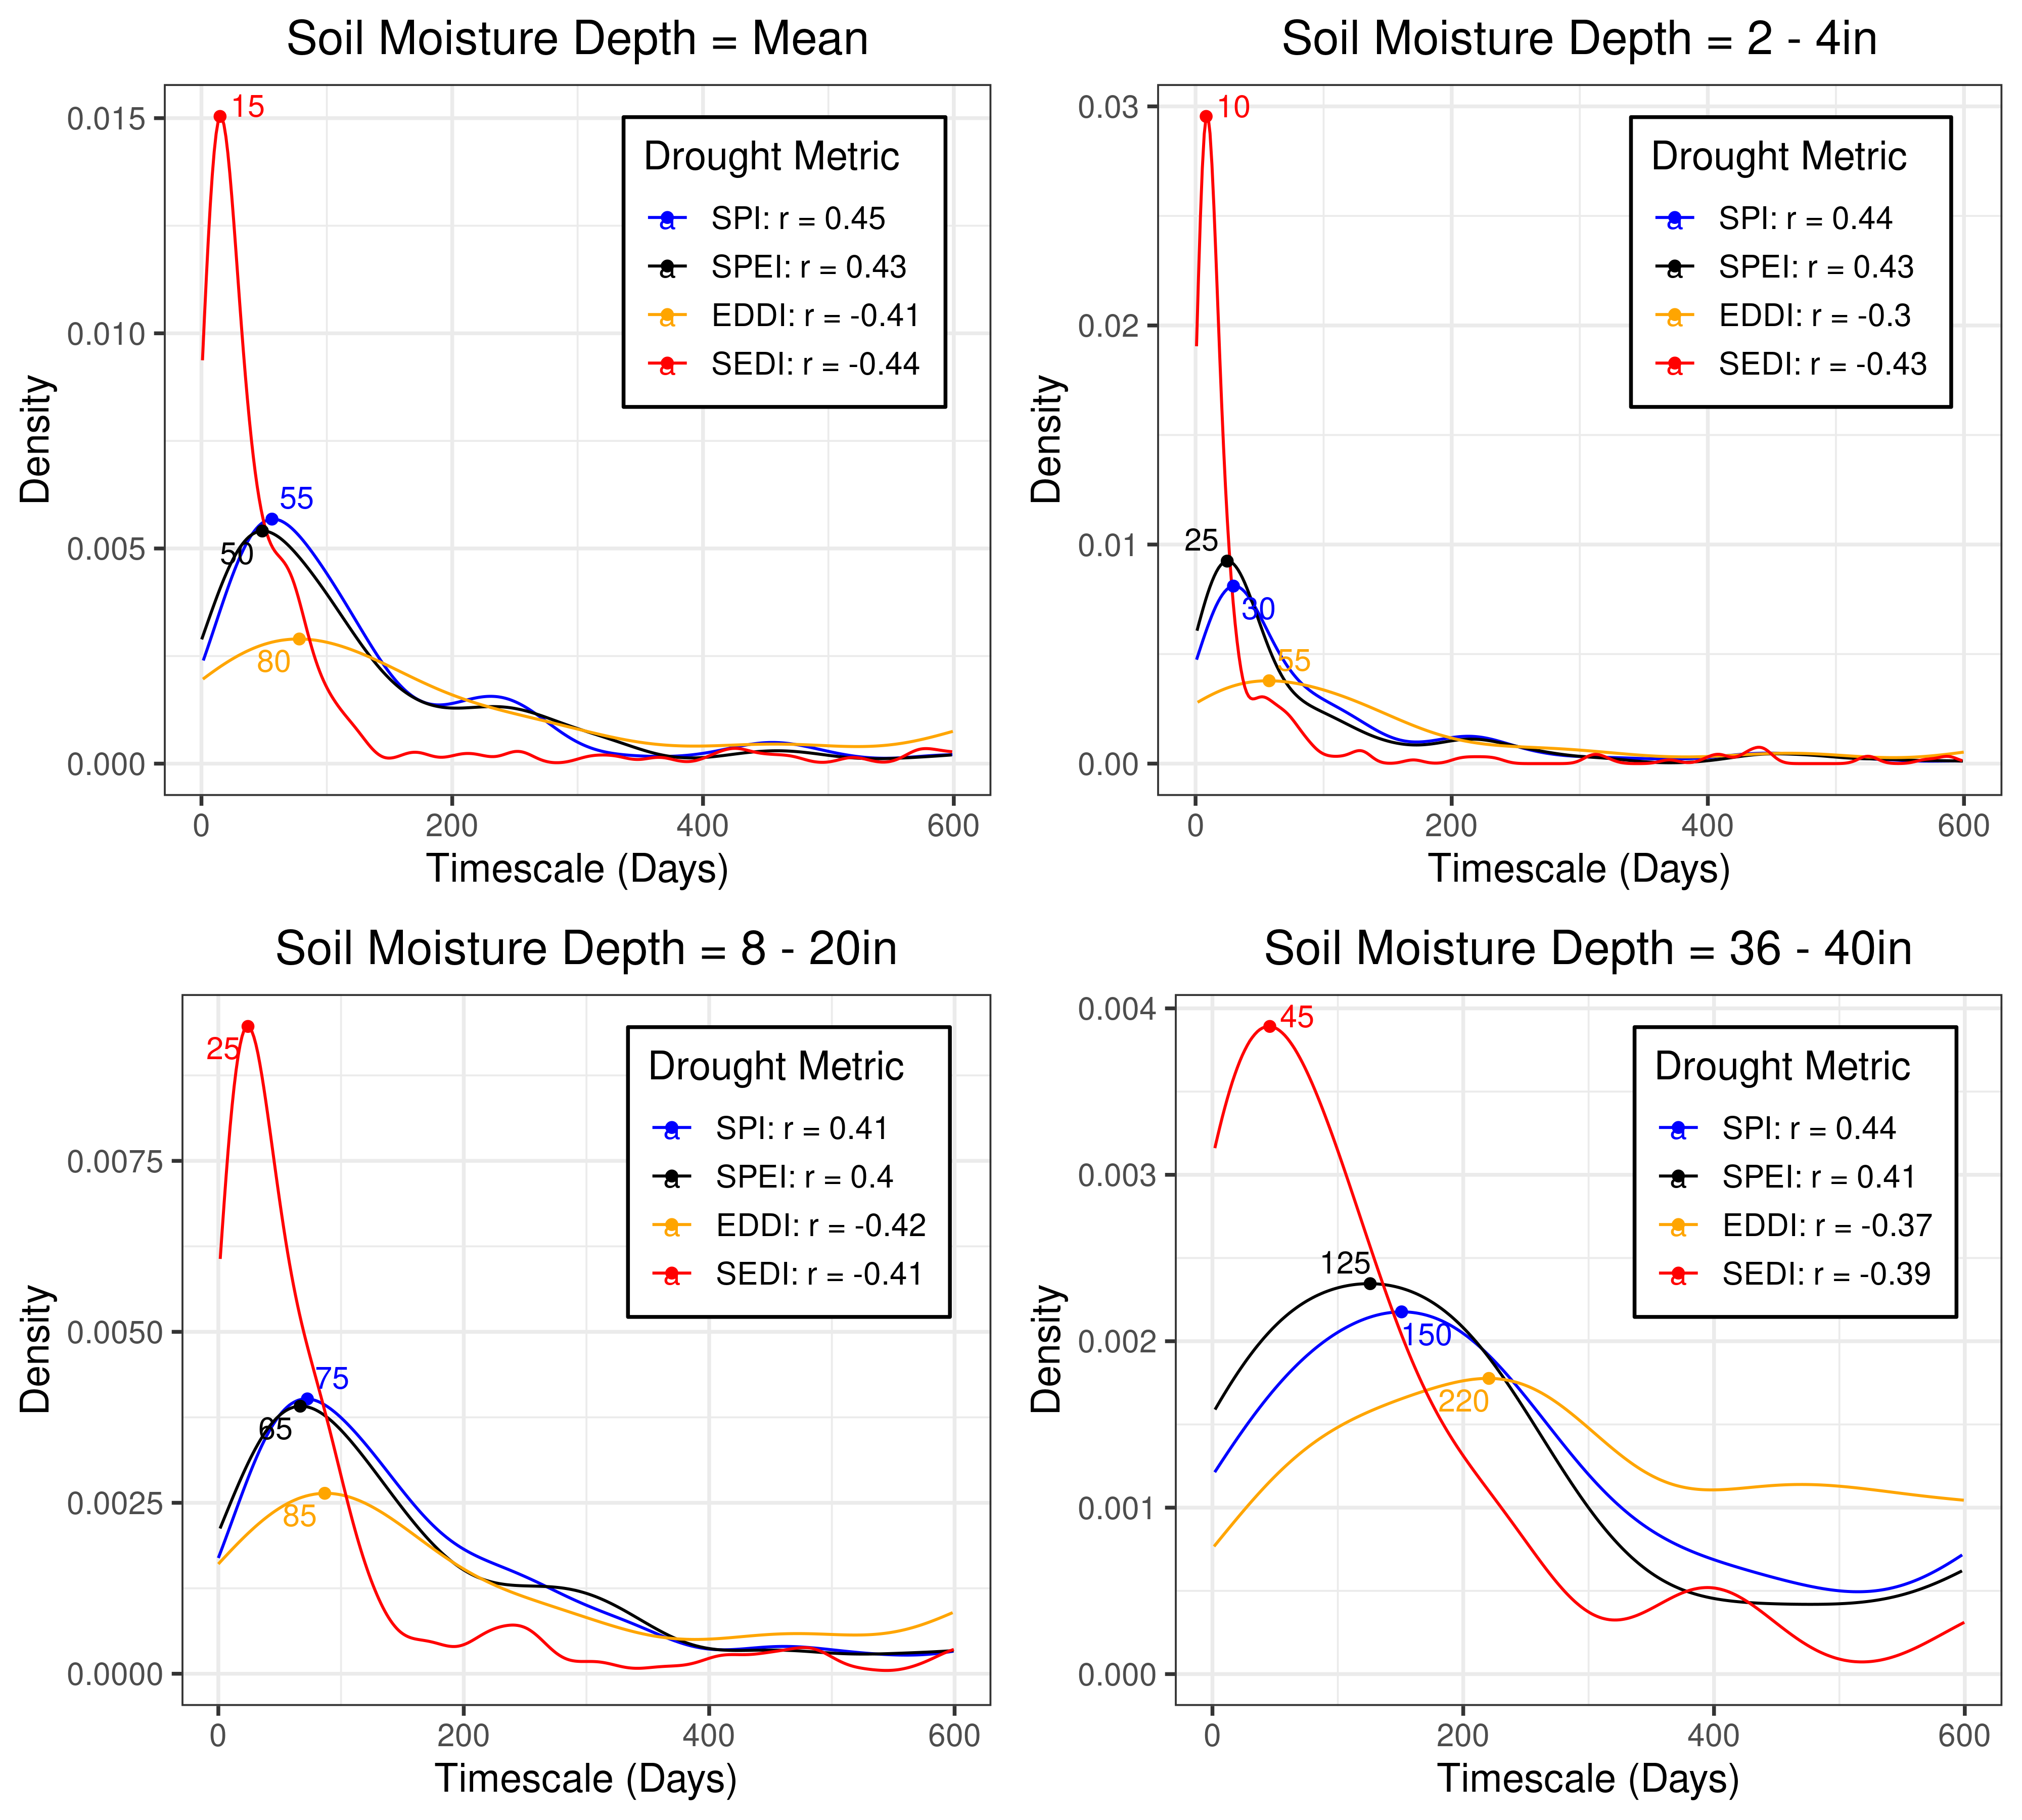 Soil Moisture Depth = Mean
0.015
0.010
0.005
0.000
Density
15
55
50
80
Drought Metric
a SPI: r = 0.45
a SPEI: r = 0.43
a EDDI: r = -0.41
a SEDI: r = -0.44
0 200 400 600
Timescale (Days)
Soil Moisture Depth = 2 - 4in
0.03
0.02
0.01
0.00
Density
10
25
30
55
Drought Metric
a SPI: r = 0.44
a SPEI: r = 0.43
a EDDI: r = -0.3
a SEDI: r = -0.43
0 200 400 600
Timescale (Days)
Soil Moisture Depth = 8 - 20in
0.0075
0.0050
0.0025
0.0000
Density
25
75
65
85
Drought Metric
a SPI: r = 0.41
a SPEI: r = 0.4
a EDDI: r = -0.42
a SEDI: r = -0.41
0 200 400 600
Timescale (Days)
Soil Moisture Depth = 36 - 40in
0.004
0.003
0.002
0.001
0.000
Density
45
125
150
220
Drought Metric
a SPI: r = 0.44
a SPEI: r = 0.41
a EDDI: r = -0.37
a SEDI: r = -0.39
0 200 400 600
Timescale (Days)